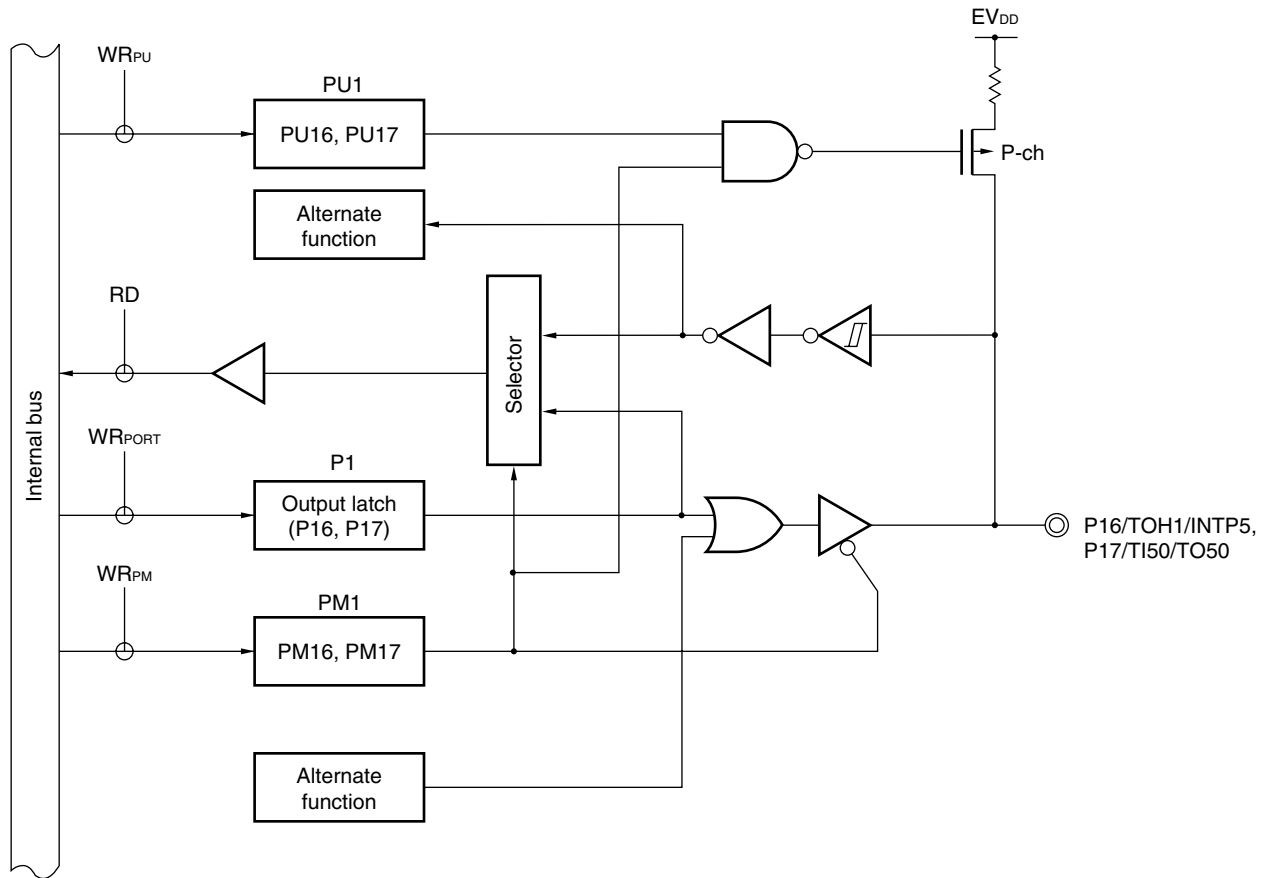 EVDD
WRPU
PU1
PU16, PU17
P-ch
Alternate
function
RD
Selector
Internal bus
WRPORT
P1
Output latch
(P16, P17)
P16/TOH1/INTP5,
P17/TI50/TO50
WRPM
PM1
PM16, PM17
Alternate
function